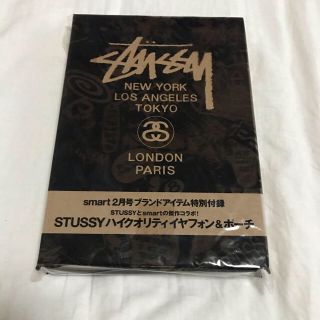 STÜSSY
NEW YORK
LOS ANGELES
TOKYO
LONDON
PARIS
smart 2月号ブランドアイテム特別付録
STUSSYとsmartの傑作コラボ!
STUSSYハイクオリティイヤフォン&ポーチ